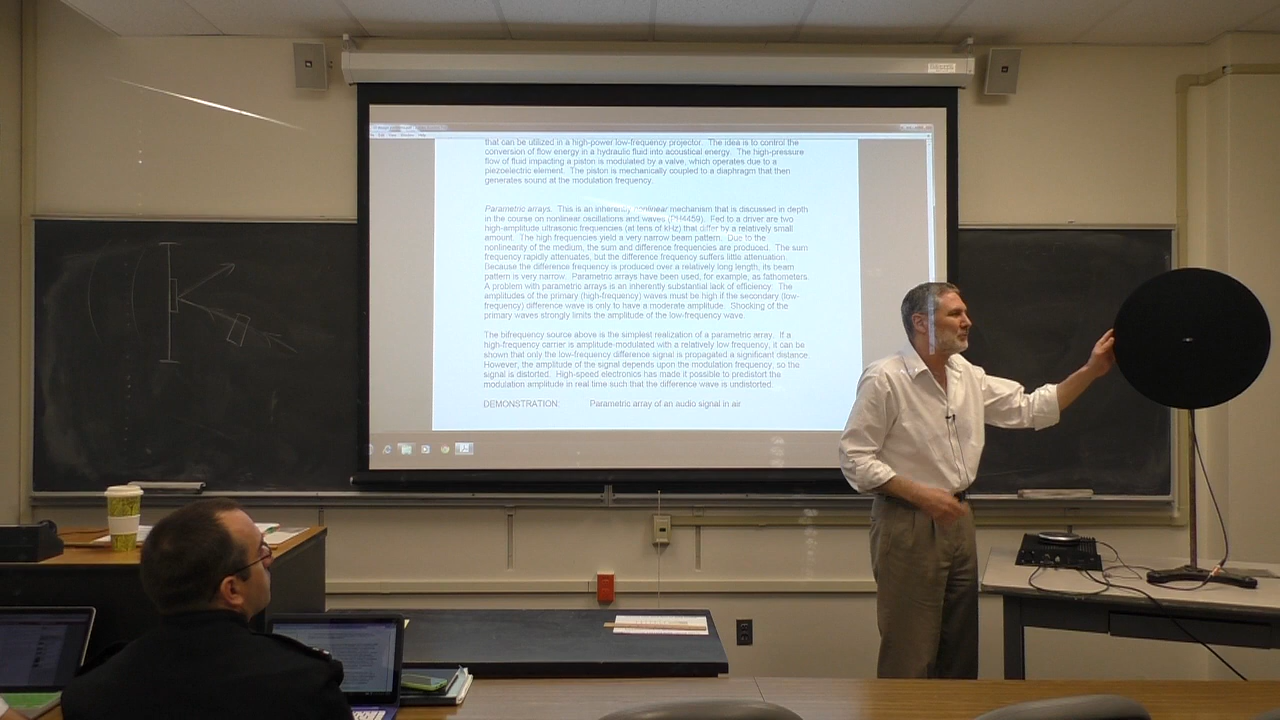 that can be utilized in a high-power low-frequency projector. The idea is to control the
conversion of flow energy in a hydraulic fluid into acoustical energy. The high-pressure
flow of fluid impacting a piston is modulated by a valve, which operates due to a
piezoelectric element. The piston is mechanically coupled to a diaphragm that then
generates sound at the modulation frequency.
Parametric arrays. This is an inherently nonlinear mechanism that is discussed in depth
in the course on nonlinear oscillations and waves (PH4459). Fed to a driver are two
high-amplitude ultrasonic frequencies (at tens of kHz) that differ by a relatively small
amount. The high frequencies yield a very narrow beam pattern. Due to the
nonlinearity of the medium, the sum and difference frequencies are produced. The sum
frequency rapidly attenuates, but the difference frequency suffers little attenuation.
Because the difference frequency is produced over a relatively long length, its beam
pattern is very narrow. Parametric arrays have been used, for example, as fathometers.
A problem with parametric arrays is an inherently substantial lack of efficiency. The
amplitudes of the primary (high-frequency) waves must be high if the secondary (low-
frequency) difference wave is only to have a moderate amplitude. Shocking of the
primary waves strongly limits the amplitude of the low-frequency wave.
The bifrequency source above is the simplest realization of a parametric array. If a
high-frequency carrier is amplitude-modulated with a relatively low frequency, it can be
shown that only the low-frequency difference signal is propagated a significant distance.
However, the amplitude of the signal depends upon the modulation frequency, so the
signal is distorted. High-speed electronics has made it possible to predistort the
modulation amplitude in real time such that the difference wave is undistorted.
DEMONSTRATION: Parametric array of an audio signal in air